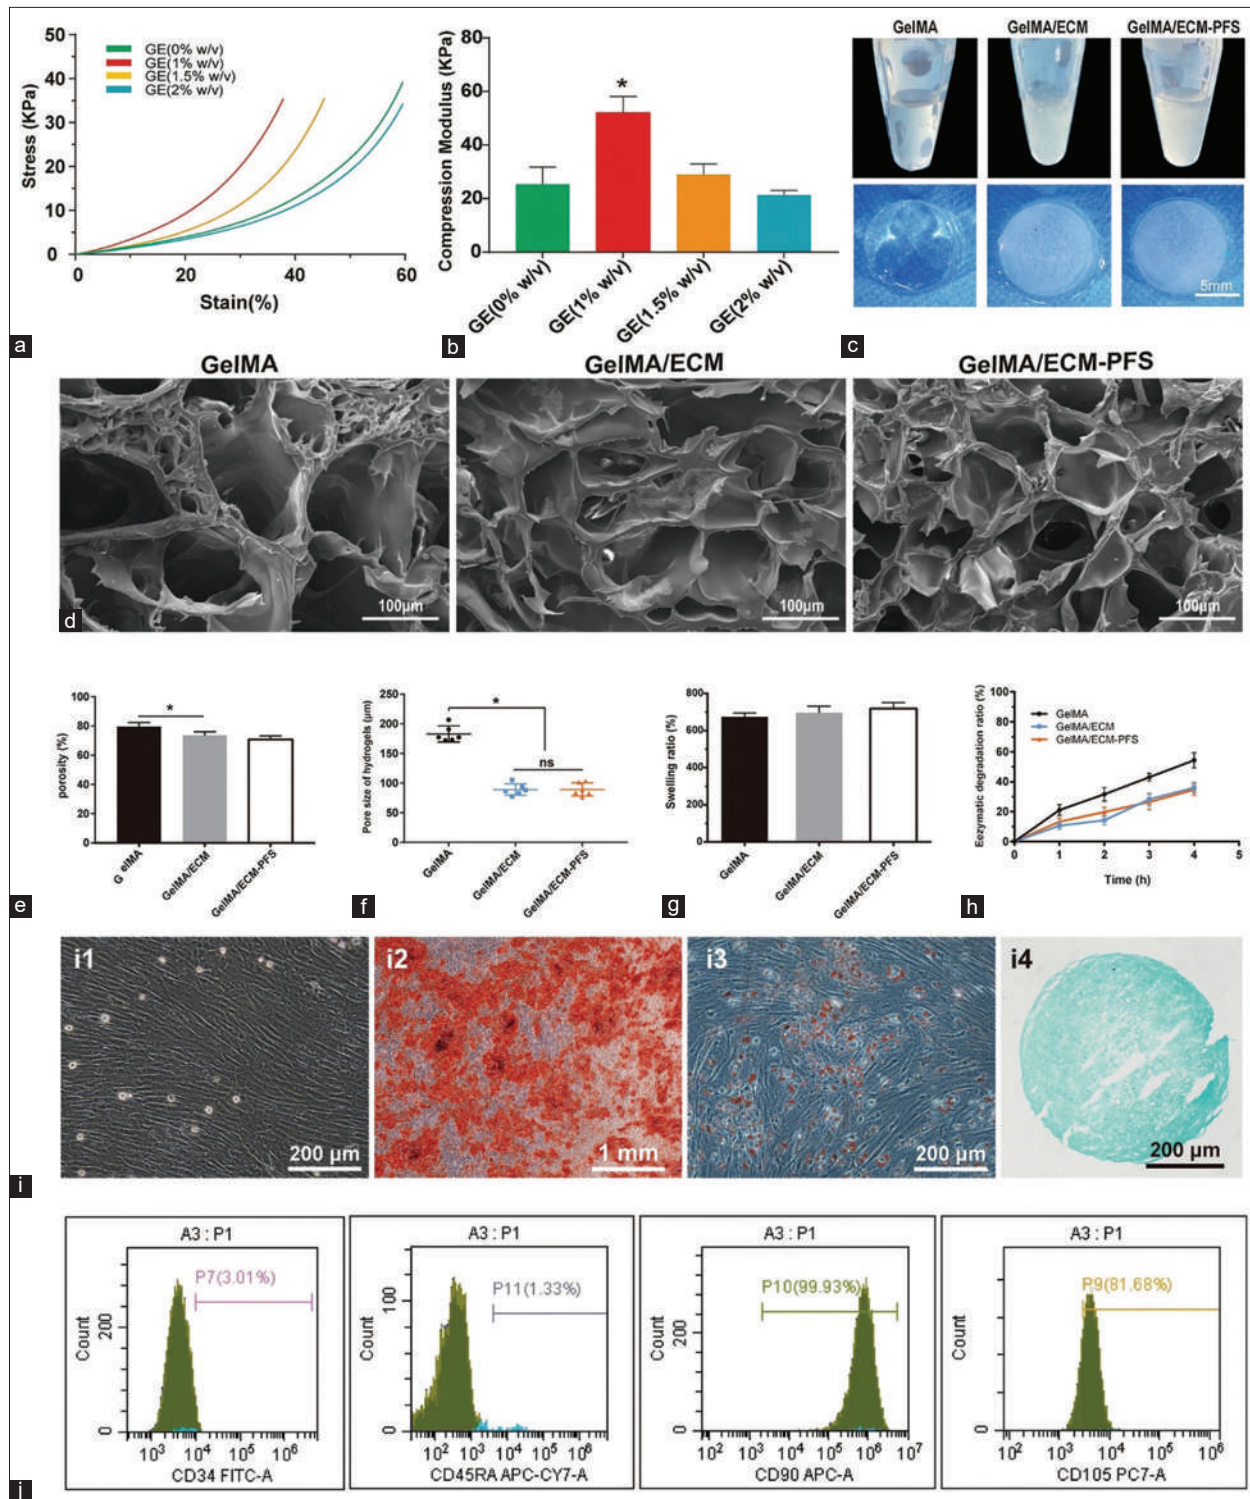 GE(0% w/v)
GE(1% w/v)
GE(1.5% w/v)
GE(2% w/v)
Stress (KPa)
50
40
30
20
10
0
0 20 40 60
Stain(%)
a
Compression Modulus (KPa)
80
60
40
20
0
*
GE(0% w/v)
GE(1% w/v)
GE(1.5% w/v)
GE(2% w/v)
b
GelMA GelMA/ECM GelMA/ECM-PFS
5mm
c
GelMA GelMA/ECM GelMA/ECM-PFS
100μm 100μm 100μm
d
porosity (%)
100
80
60
40
20
0
*
G elMA
GelMA/ECM
GelMA/ECM-PFS
e
Pore size of hydrogels (μm)
250
200
150
100
50
0
*
ns
GelMA
GelMA/ECM
GelMA/ECM-PFS
f
Swelling ratio (%)
800
600
400
200
0
GelMA
GelMA/ECM
GelMA/ECM-PFS
g
Eezymatic degradation ratio (%)
100
80
60
40
20
0
GelMA
GelMA/ECM
GelMA/ECM-PFS
0 1 2 3 4 5
Time (h)
h
i1 i2 i3 i4
200 μm 1 mm 200 μm 200 μm
i
A3 : P1
P7(3.01%)
Count
200
0
10³ 10⁴ 10⁵ 10⁶
CD34 FITC-A
A3 : P1
P11(1.33%)
Count
100
0
10² 10³ 10⁴ 10⁵ 10⁶
CD45RA APC-CY7-A
A3 : P1
P10(99.93%)
Count
200
0
10² 10³ 10⁴ 10⁵ 10⁶ 10⁷
CD90 APC-A
A3 : P1
P9(81.68%)
Count
200
0
10² 10³ 10⁴ 10⁵ 10⁶
CD105 PC7-A
j